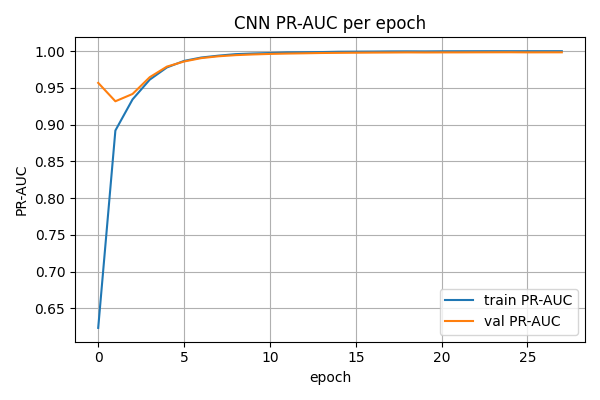 CNN PR-AUC per epoch
PR-AUC
1.00
0.95
0.90
0.85
0.80
0.75
0.70
0.65
0 5 10 15 20 25
epoch
train PR-AUC
val PR-AUC